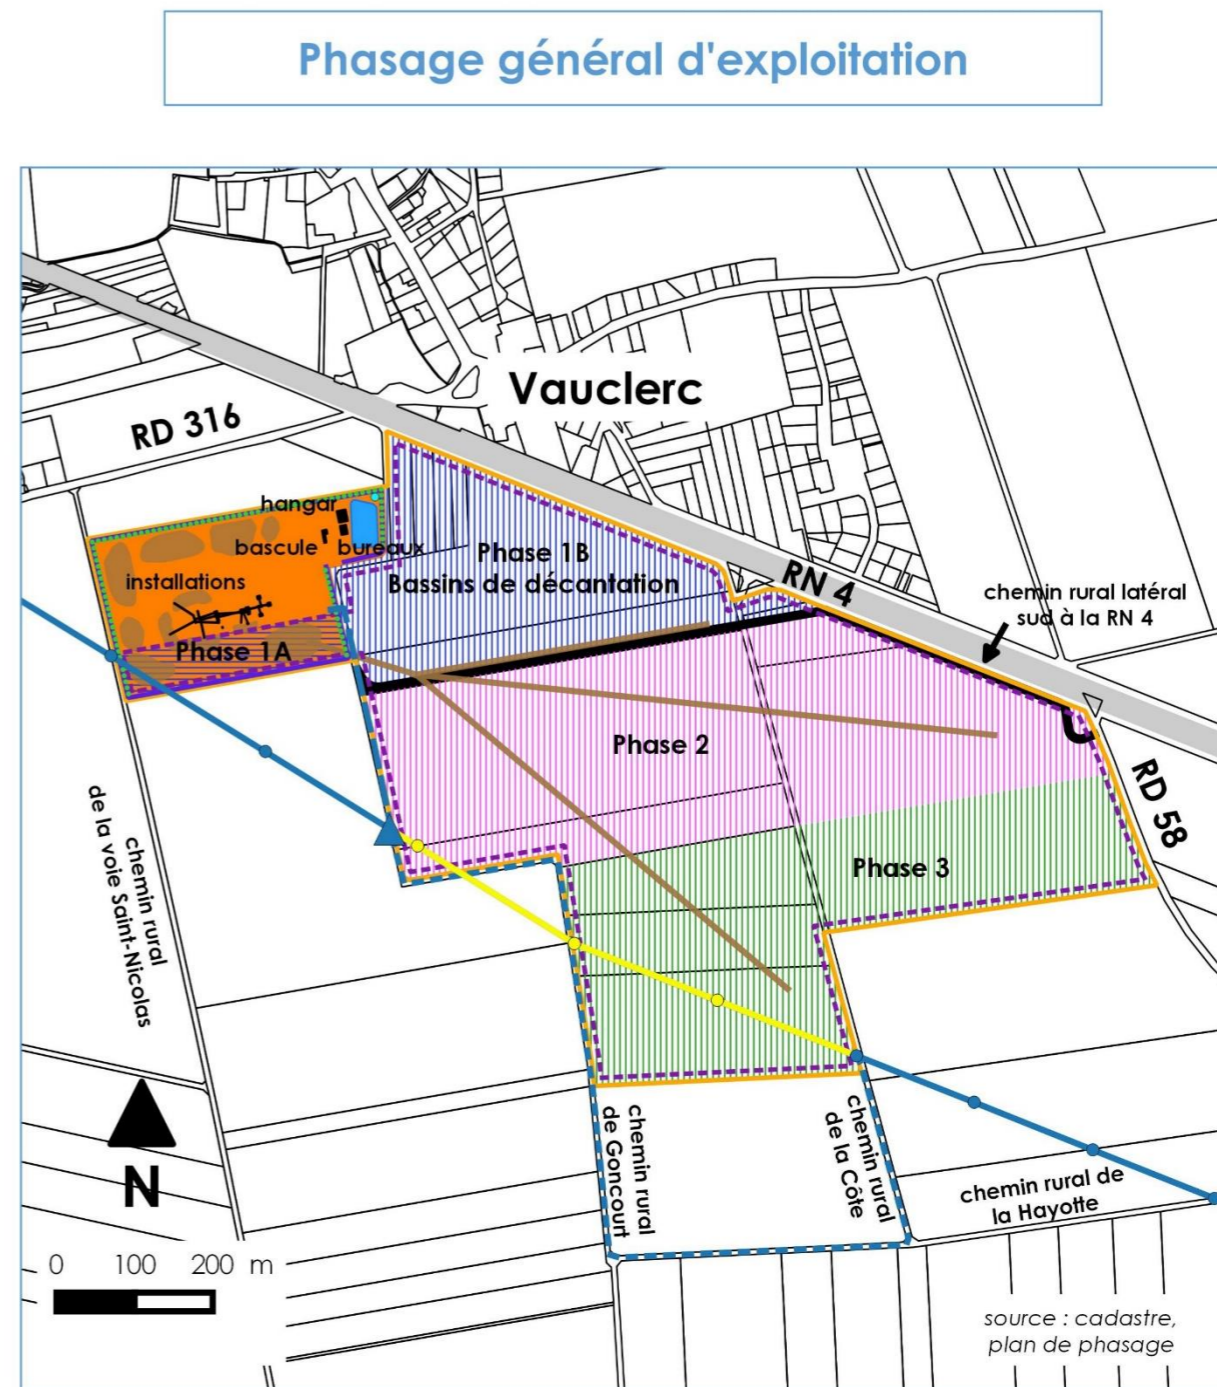 Phasage général d'exploitation
Vauclerc
RD 316
hangar
bascule
bureaux
installations
Phase 1A
Phase 1B
Bassins de décantation
RN 4
chemin rural latéral
sud à la RN 4
Phase 2
RD 58
Phase 3
chemin rural
de la voie Saint-Nicolas
chemin rural
de Goncourt
chemin rural
de la Côte
chemin rural de
la Hayotte
N
0 100 200 m
source : cadastre,
plan de phasage